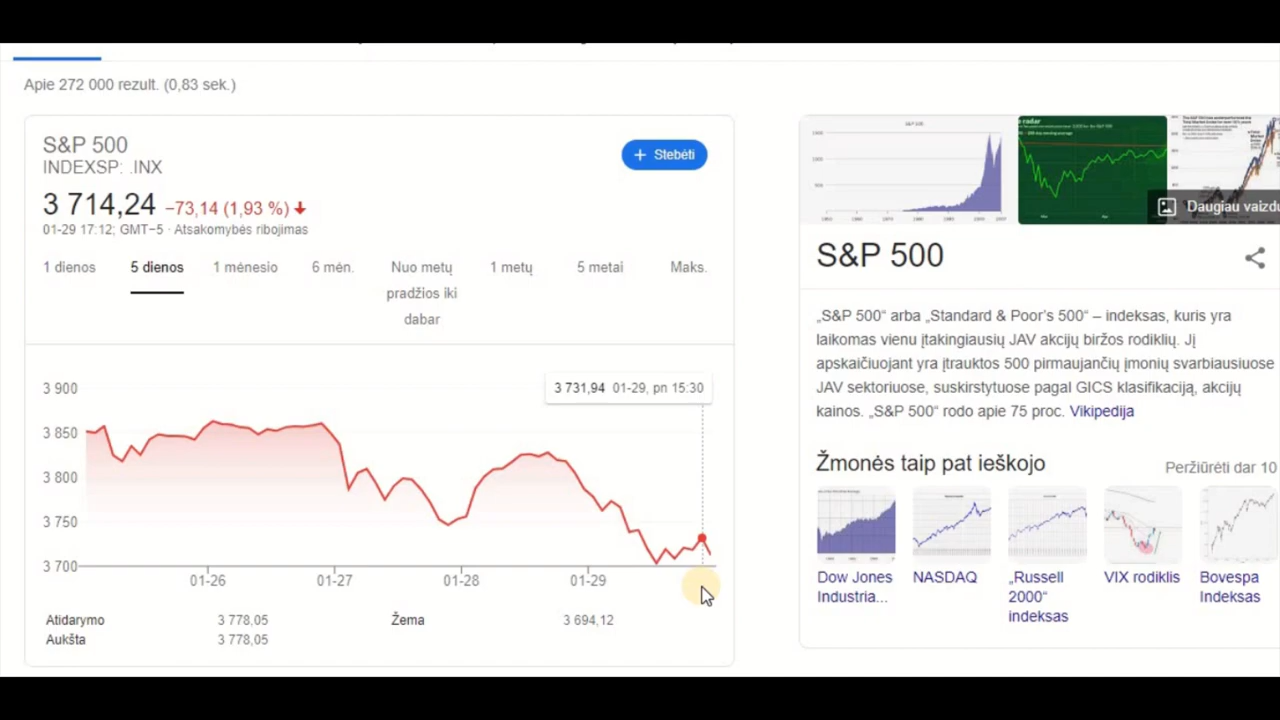 Apie 272 000 rezult. (0,83 sek.)
S&P 500
INDEXSP: .INX
+ Stebėti
3 714,24 −73,14 (1,93 %)
01-29 17:12; GMT−5 · Atsakomybės ribojimas
1 dienos 5 dienos 1 mėnesio 6 mėn. Nuo metų 1 metų 5 metai Maks.
pradžios iki
dabar
3 731,94 01-29, pn 15:30
3 900
3 850
3 800
3 750
3 700
01-26 01-27 01-28 01-29
Atidarymo 3 778,05 Žema 3 694,12
Aukšta 3 778,05
S&P 500
radar
Daugiau vaizdų
S&P 500
„S&P 500“ arba „Standard & Poor’s 500“ – indeksas, kuris yra
laikomas vienu įtakingiausių JAV akcijų biržos rodiklių. Jį
apskaičiuojant yra įtrauktos 500 pirmaujančių įmonių svarbiausiuose
JAV sektoriuose, suskirstytuose pagal GICS klasifikaciją, akcijų
kainos. „S&P 500“ rodo apie 75 proc. Vikipedija
Žmonės taip pat ieškojo
Peržiūrėti dar 10
Dow Jones
Industria...
NASDAQ
„Russell
2000“
indeksas
VIX rodiklis
Bovespa
Indeksas